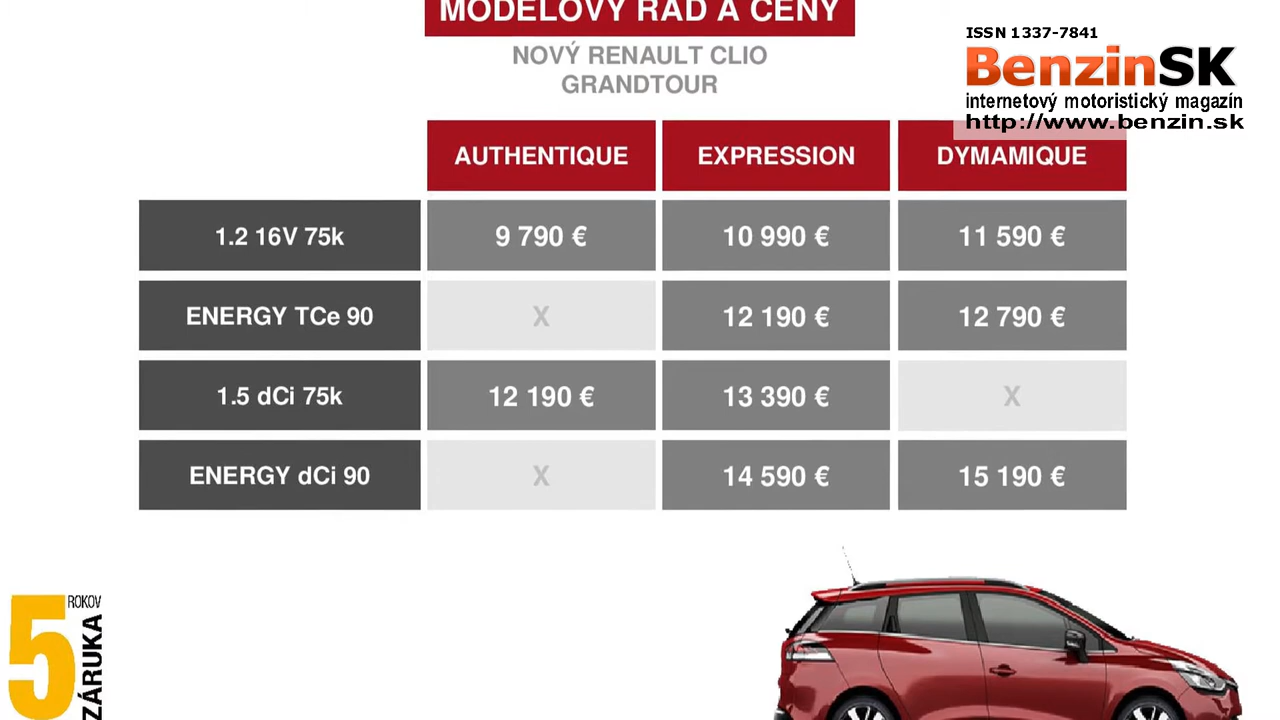 MODELOVÝ RAD A CENY
NOVÝ RENAULT CLIO
GRANDTOUR
ISSN 1337-7841
BenzinSK
internetový motoristický magazín
http://www.benzin.sk
AUTHENTIQUE EXPRESSION DYMAMIQUE
1.2 16V 75k 9 790 € 10 990 € 11 590 €
ENERGY TCe 90 X 12 190 € 12 790 €
1.5 dCi 75k 12 190 € 13 390 € X
ENERGY dCi 90 X 14 590 € 15 190 €
5 ROKOV
ZÁRUKA